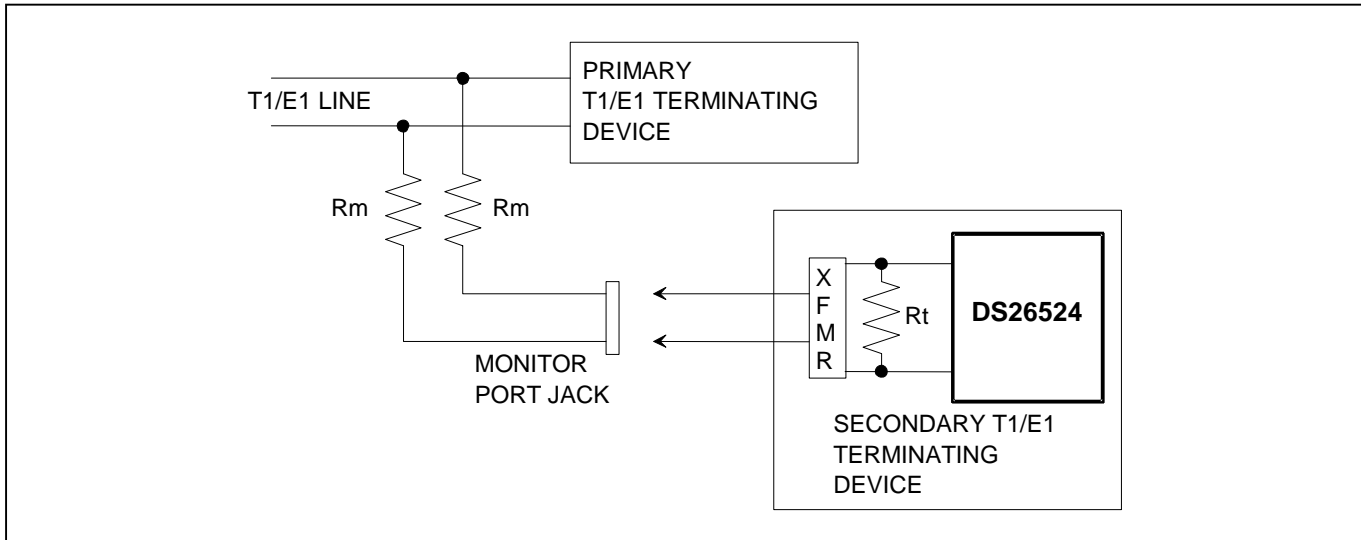 PRIMARY
T1/E1 TERMINATING
DEVICE
T1/E1 LINE
Rm
Rm
MONITOR
PORT JACK
X
F
M
R
Rt
DS26524
SECONDARY T1/E1
TERMINATING
DEVICE